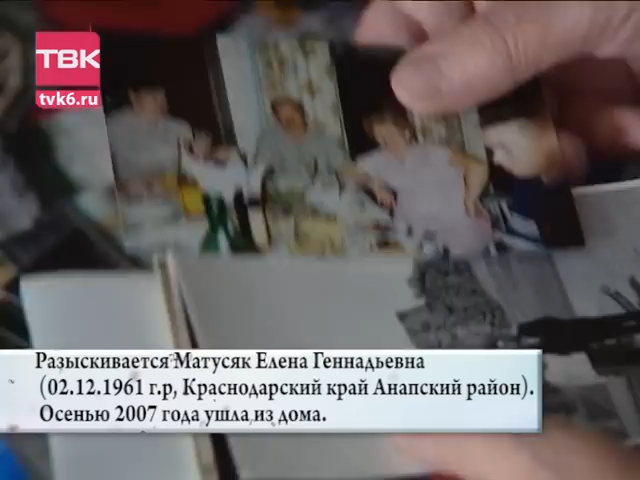 ТВК
tvk6.ru
Разыскивается Матусяк Елена Геннадьевна
(02.12.1961 г.р, Краснодарский край Анапский район).
Осенью 2007 года ушла из дома.